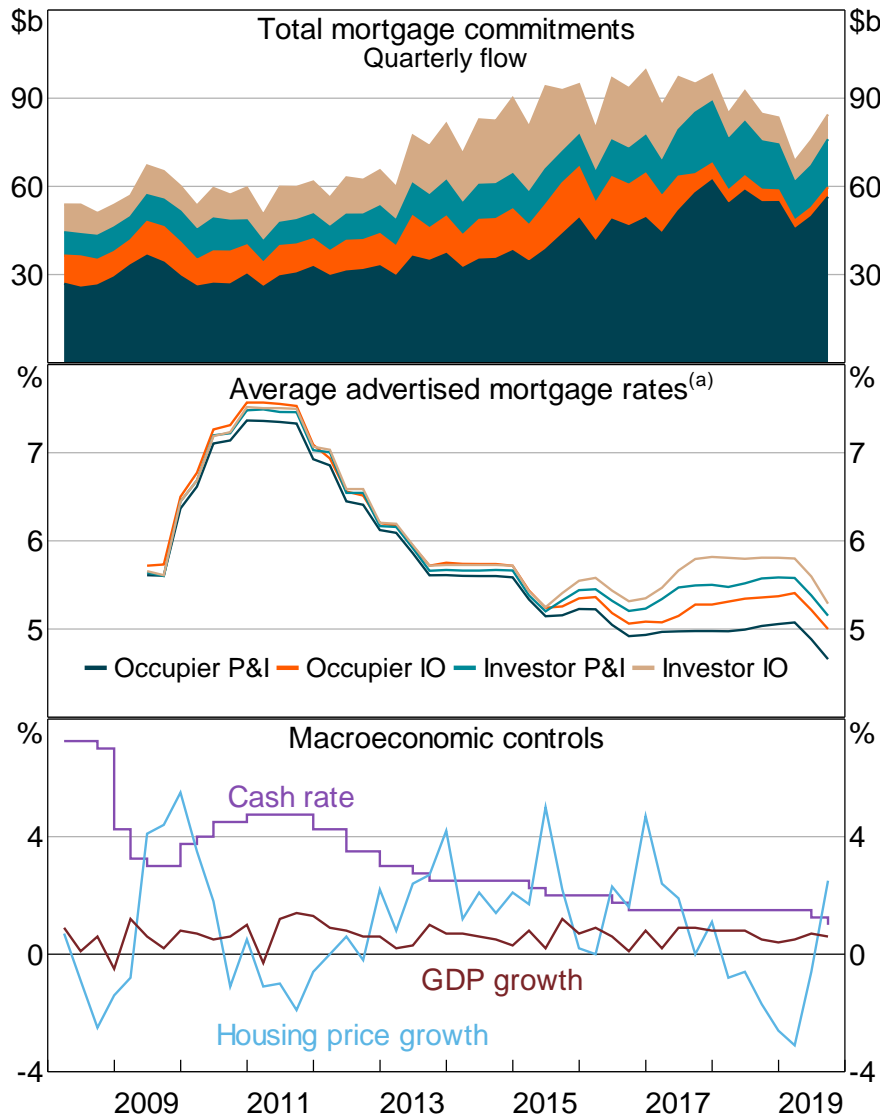 $b
Total mortgage commitments
$b
Quarterly flow
90
90
60
60
30
30
%
Average advertised mortgage rates(a)
%
7
7
6
6
5
5
Occupier P&I Occupier IO Investor P&I Investor IO
%
Macroeconomic controls
%
Cash rate
4
4
0
0
GDP growth
Housing price growth
-4
-4
2009 2011 2013 2015 2017 2019